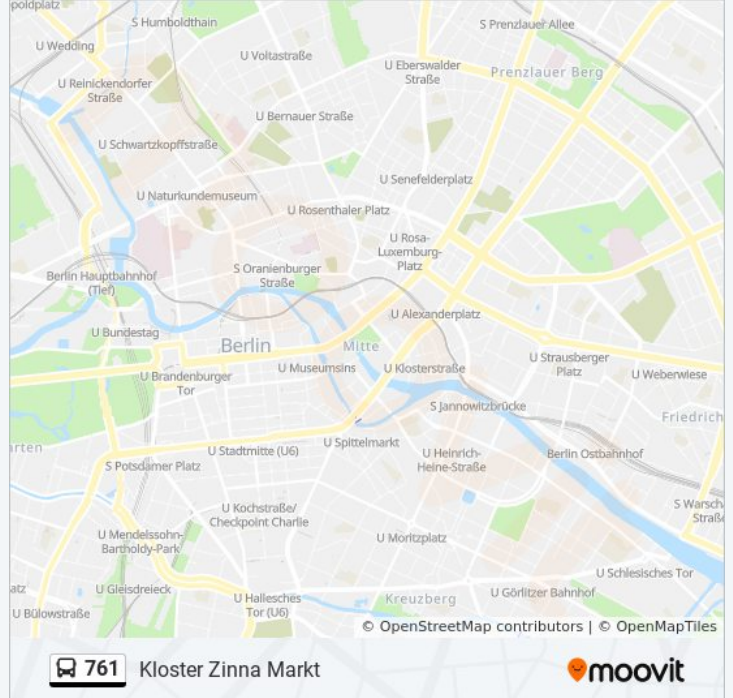 poldplatz
S Humboldthain
S Prenzlauer Allee
U Wedding
U Voltastraße
U Eberswalder
Straße
Prenzlauer Berg
U Reinickendorfer
Straße
U Bernauer Straße
U Schwartzkopffstraße
U Senefelderplatz
U Naturkundemuseum
U Rosenthaler Platz
U Rosa-
Luxemburg-
Platz
S Oranienburger
Straße
Berlin Hauptbahnhof
(Tief)
U Alexanderplatz
U Bundestag
Berlin
Mitte
U Museumsins
U Klosterstraße
U Strausberger
Platz
U Weberwiese
U Brandenburger
Tor
S Jannowitzbrücke
Friedrich
rten
U Stadtmitte (U6)
U Spittelmarkt
U Heinrich-
Heine-Straße
Berlin Ostbahnhof
S Potsdamer Platz
S Warsch
Straße
U Kochstraße/
Checkpoint Charlie
U Mendelssohn-
Bartholdy-Park
U Moritzplatz
U Schlesisches Tor
atz
U Gleisdreieck
U Hallesches
Tor (U6)
Kreuzberg
U Görlitzer Bahnhof
U Bülowstraße
© OpenStreetMap contributors | © OpenMapTiles
761 Kloster Zinna Markt
moovit